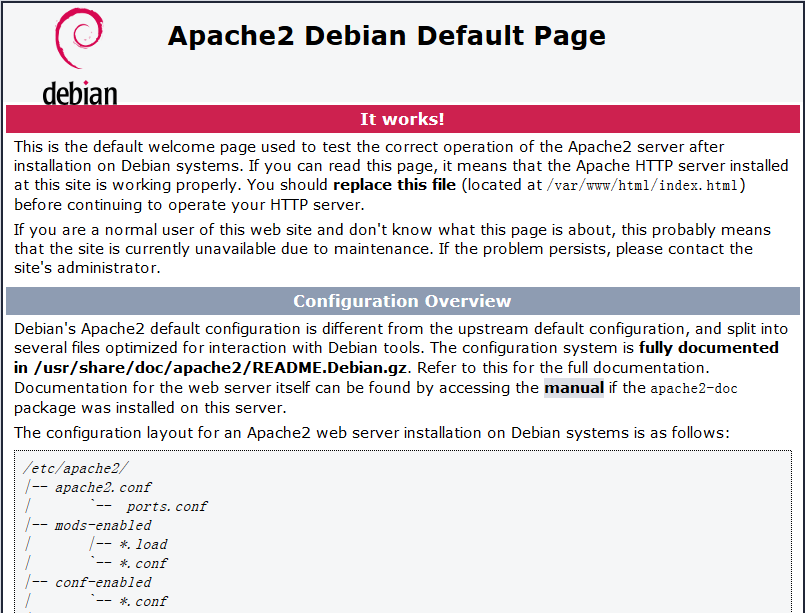 debian
Apache2 Debian Default Page
It works!
This is the default welcome page used to test the correct operation of the Apache2 server after
installation on Debian systems. If you can read this page, it means that the Apache HTTP server installed
at this site is working properly. You should replace this file (located at /var/www/html/index.html)
before continuing to operate your HTTP server.
If you are a normal user of this web site and don't know what this page is about, this probably means
that the site is currently unavailable due to maintenance. If the problem persists, please contact the
site's administrator.
Configuration Overview
Debian's Apache2 default configuration is different from the upstream default configuration, and split into
several files optimized for interaction with Debian tools. The configuration system is fully documented
in /usr/share/doc/apache2/README.Debian.gz. Refer to this for the full documentation.
Documentation for the web server itself can be found by accessing the manual if the apache2-doc
package was installed on this server.
The configuration layout for an Apache2 web server installation on Debian systems is as follows:
/etc/apache2/
|-- apache2.conf
|       `--  ports.conf
|-- mods-enabled
|       |-- *.load
|       `-- *.conf
|-- conf-enabled
|       `-- *.conf